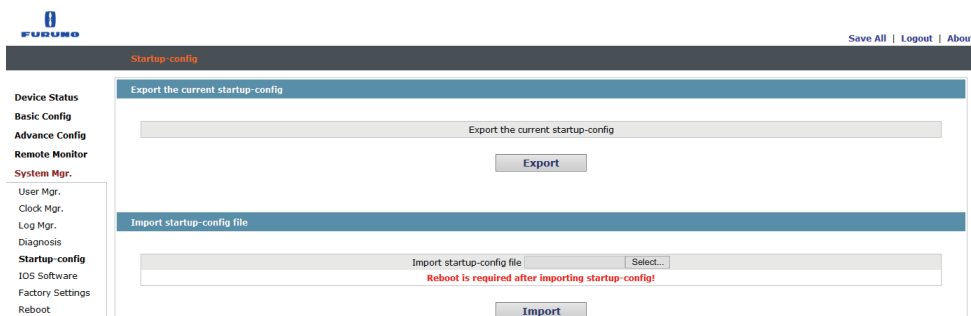 FURUNO
Save All | Logout | About
Startup-config
Device Status
Basic Config
Advance Config
Remote Monitor
System Mgr.
User Mgr.
Clock Mgr.
Log Mgr.
Diagnosis
Startup-config
IOS Software
Factory Settings
Reboot
Export the current startup-config
Export the current startup-config
Export
Import startup-config file
Import startup-config file Select...
Reboot is required after importing startup-config!
Import